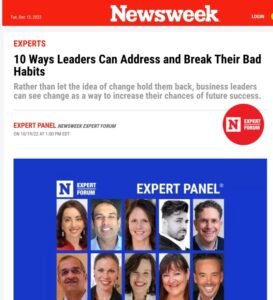 Newsweek
Tue, Dec 13, 2022
EXPERTS
10 Ways Leaders Can Address and Break Their Bad
Habits
Rather than let the idea of change hold them back, business leaders
can see change as a way to increase their chances of future success.
EXPERT PANEL NEWSWEEK EXPERT FORUM
ON 10/19/22 AT 1:00 PM EDT
N EXPERT
FORUM
N EXPERT
FORUM
EXPERT PANEL®